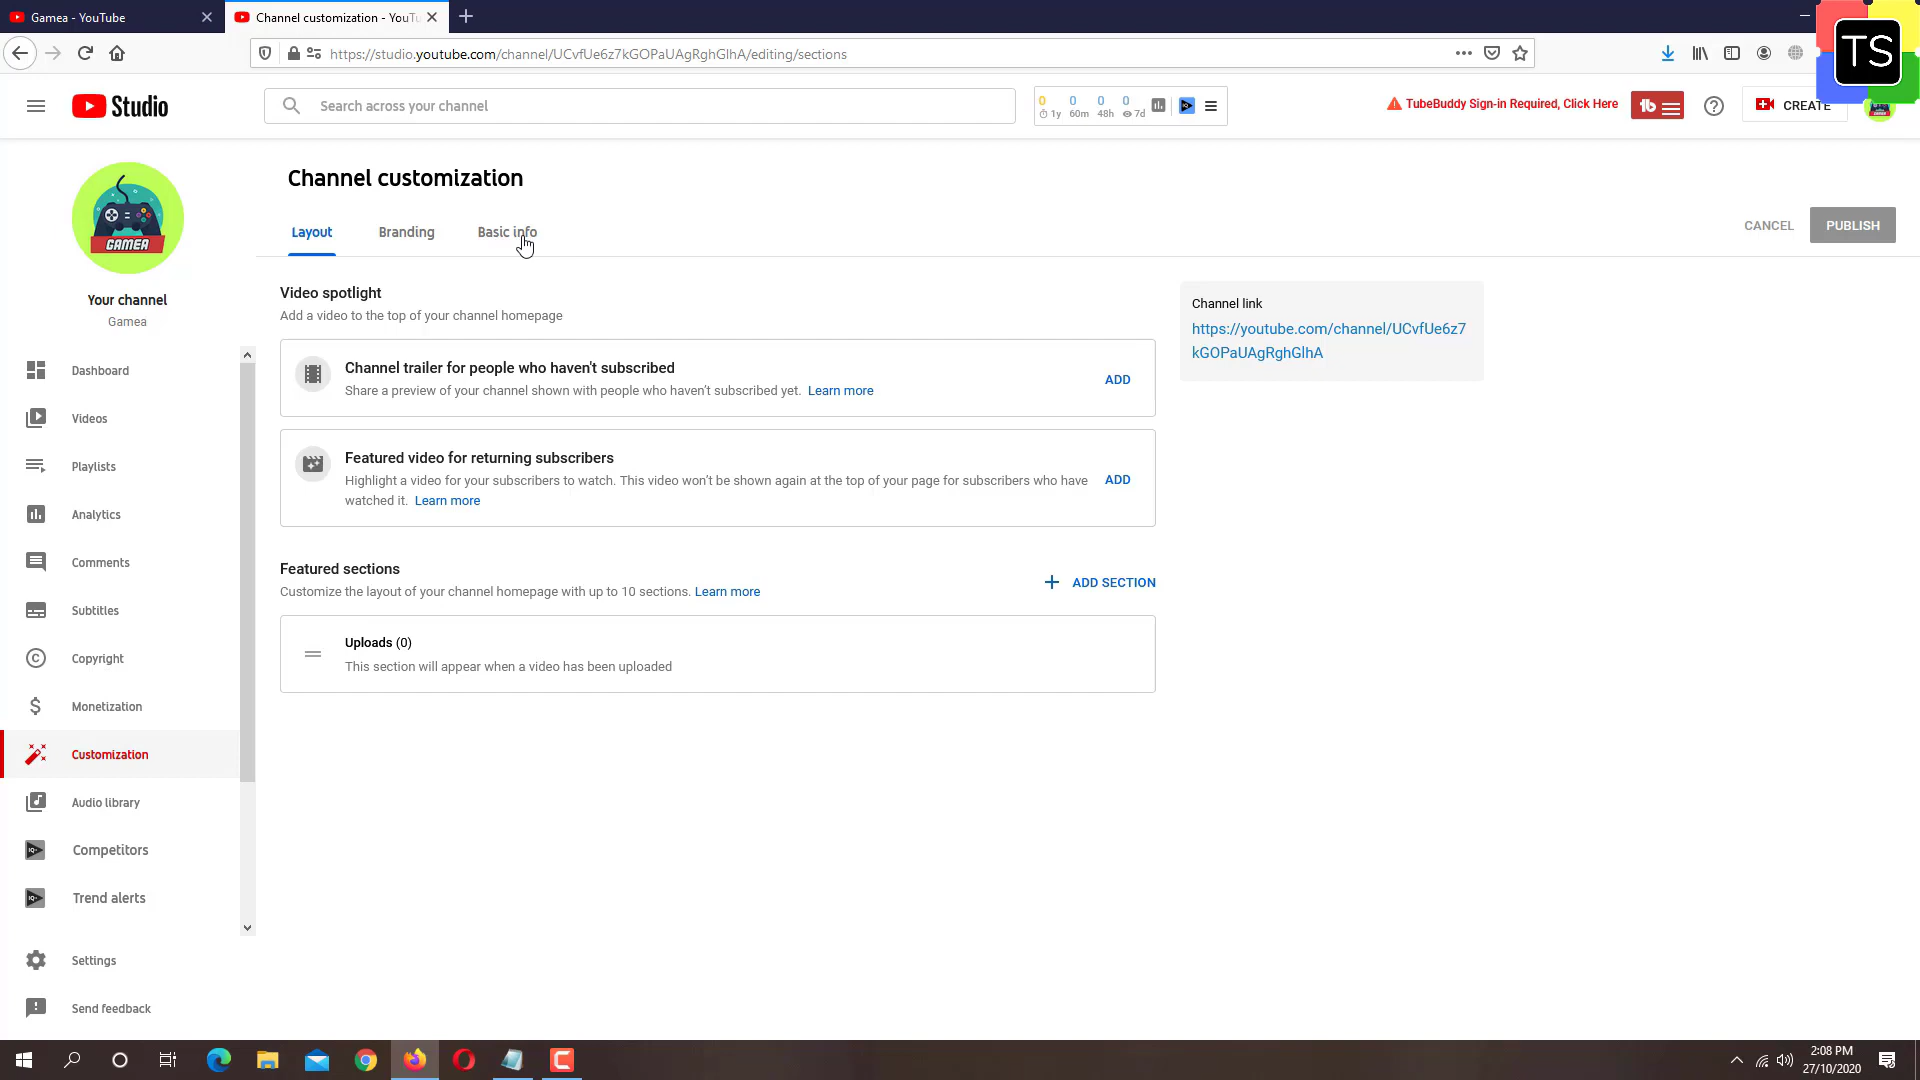 Gamea - YouTube
Channel customization - YouTu
TS
https://studio.youtube.com/channel/UCvfUe6z7kGOPaUAgRghGlhA/editing/sections
Studio
Search across your channel
0 0 0 0
1y 60m 48h 7d
TubeBuddy Sign-in Required, Click Here
CREATE
GAMEA
Your channel
Gamea
Dashboard
Videos
Playlists
Analytics
Comments
Subtitles
Copyright
Monetization
Customization
Audio library
Competitors
Trend alerts
Settings
Send feedback
Channel customization
Layout Branding Basic info
CANCEL PUBLISH
Video spotlight
Add a video to the top of your channel homepage
Channel trailer for people who haven't subscribed
Share a preview of your channel shown with people who haven't subscribed yet. Learn more
ADD
Featured video for returning subscribers
Highlight a video for your subscribers to watch. This video won't be shown again at the top of your page for subscribers who have
watched it. Learn more
ADD
Featured sections
Customize the layout of your channel homepage with up to 10 sections. Learn more
ADD SECTION
Uploads (0)
This section will appear when a video has been uploaded
Channel link
https://youtube.com/channel/UCvfUe6z7
kGOPaUAgRghGlhA
2:08 PM
27/10/2020